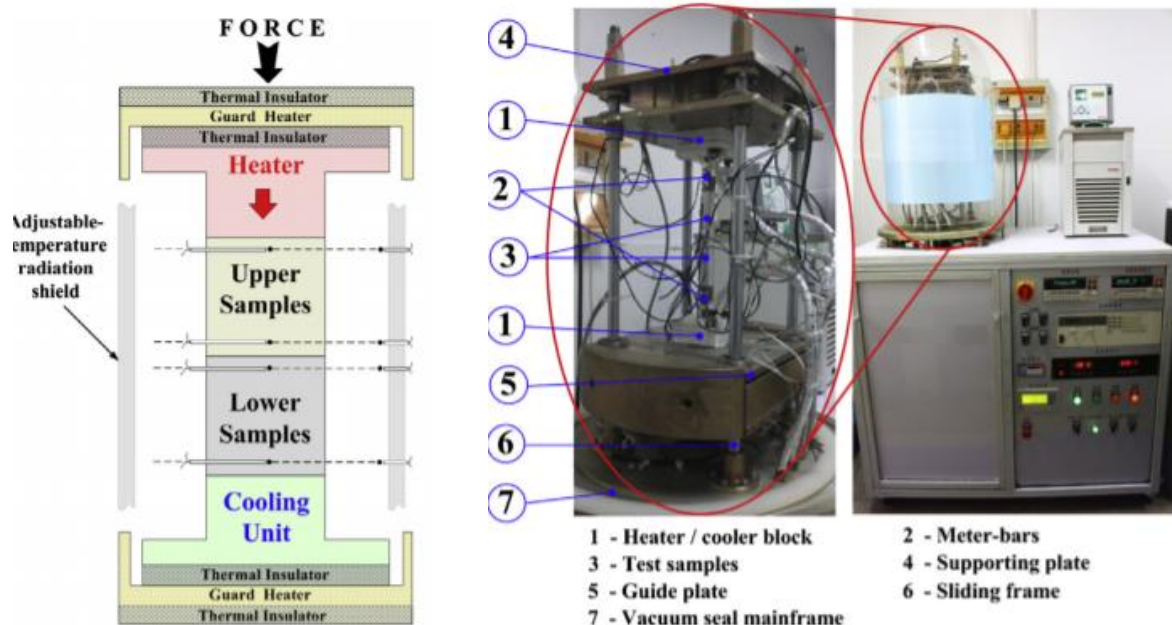 F O R C E
Thermal Insulator
Guard Heater
Thermal Insulator
Heater
Adjustable-
temperature
radiation
shield
Upper
Samples
Lower
Samples
Cooling
Unit
Thermal Insulator
Guard Heater
Thermal Insulator
4
1
2
3
1
5
6
7
1 - Heater / cooler block
3 - Test samples
5 - Guide plate
7 - Vacuum seal mainframe
2 - Meter-bars
4 - Supporting plate
6 - Sliding frame